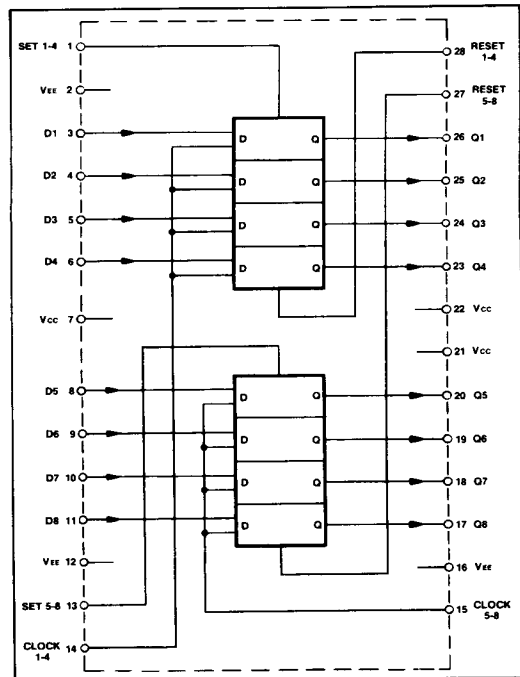 SET 1-4 1
VEE 2
D1 3
D2 4
D3 5
D4 6
VCC 7
D5 8
D6 9
D7 10
D8 11
VEE 12
SET 5-8 13
CLOCK 14
1-4
D Q
D Q
D Q
D Q
D Q
D Q
D Q
D Q
28 RESET
1-4
27 RESET
5-8
26 Q1
25 Q2
24 Q3
23 Q4
22 VCC
21 VCC
20 Q5
19 Q6
18 Q7
17 Q8
16 VEE
15 CLOCK
5-8